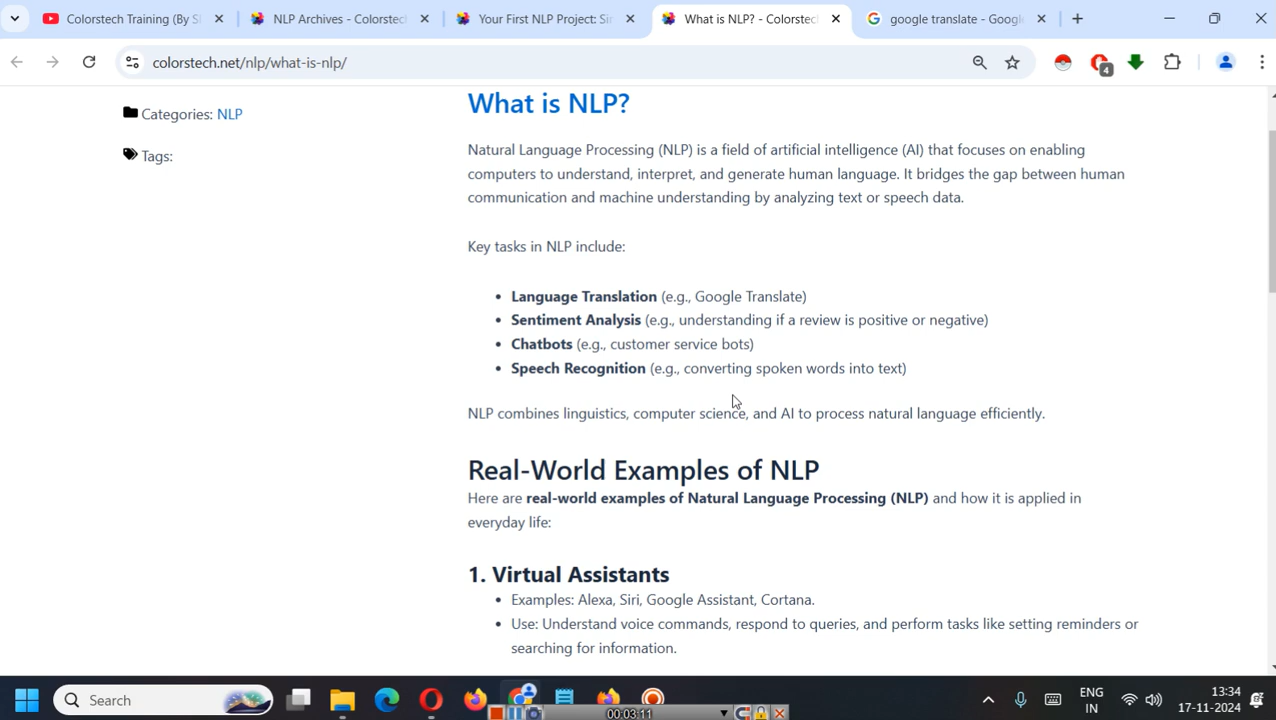 Colorstech Training (By S
NLP Archives - Colorstech
Your First NLP Project: Sir
What is NLP? - Colorstech
google translate - Google
colorstech.net/nlp/what-is-nlp/
4
Categories: NLP
Tags:
What is NLP?
Natural Language Processing (NLP) is a field of artificial intelligence (AI) that focuses on enabling
computers to understand, interpret, and generate human language. It bridges the gap between human
communication and machine understanding by analyzing text or speech data.
Key tasks in NLP include:
• Language Translation (e.g., Google Translate)
• Sentiment Analysis (e.g., understanding if a review is positive or negative)
• Chatbots (e.g., customer service bots)
• Speech Recognition (e.g., converting spoken words into text)
NLP combines linguistics, computer science, and AI to process natural language efficiently.
Real-World Examples of NLP
Here are real-world examples of Natural Language Processing (NLP) and how it is applied in
everyday life:
1. Virtual Assistants
• Examples: Alexa, Siri, Google Assistant, Cortana.
• Use: Understand voice commands, respond to queries, and perform tasks like setting reminders or
searching for information.
Search
00:03:11
ENG
IN
13:34
17-11-2024